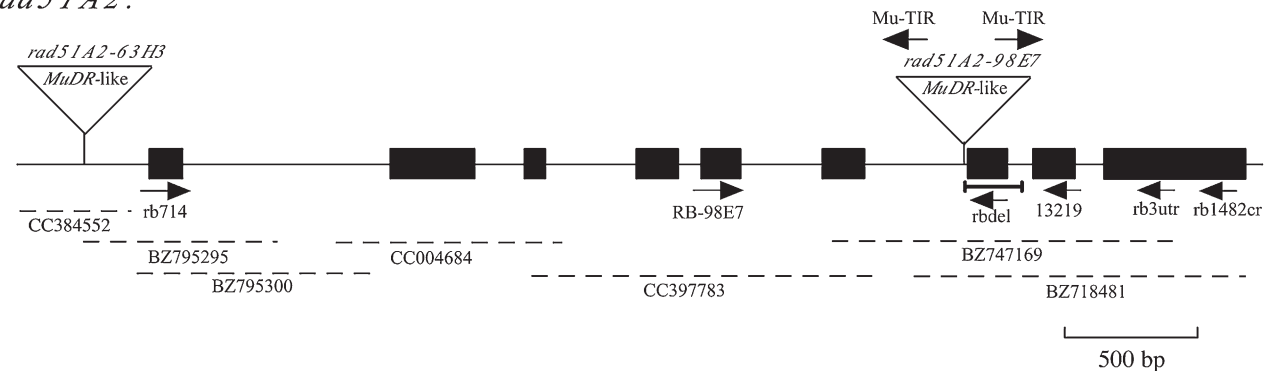 rad51A2:
Mu-TIR Mu-TIR
rad51A2-63H3
rad51A2-98E7
MuDR-like
MuDR-like
rb714
RB-98E7
rbdel
13219
rb3utr
rb1482cr
CC384552
BZ795295
CC004684
BZ747169
BZ795300
CC397783
BZ718481
500 bp